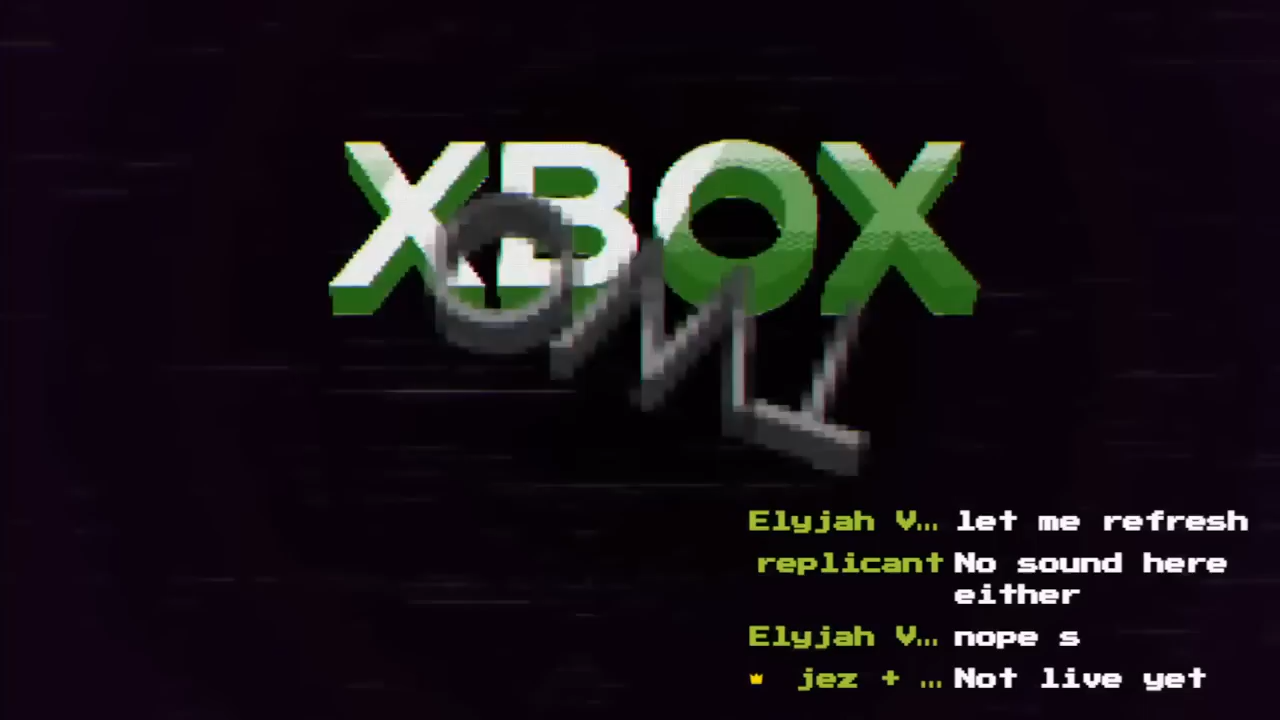 XBOX
Elyjah V… let me refresh
replicant No sound here
either
Elyjah V… nope s
jez + … Not live yet